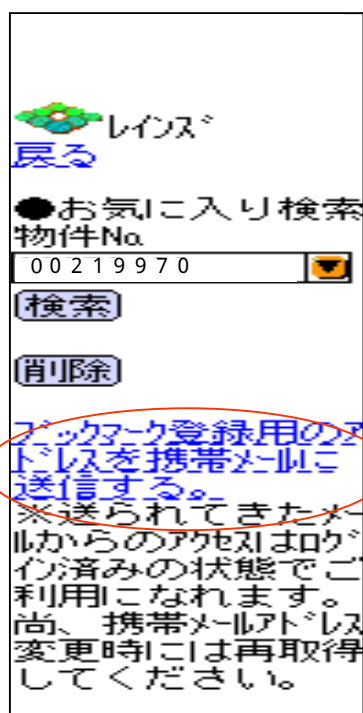 ﾚｲﾝｽﾞ
戻る
●お気に入り検索
物件No.
00219970
検索
削除
ﾌﾞｯｸﾏｰｸ登録用のｱ
ﾄﾞﾚｽを携帯ﾒｰﾙに
送信する。
※送られてきたﾒｰ
ﾙからのｱｸｾｽはﾛｸﾞ
ｲﾝ済みの状態でご
利用になれます。
尚、携帯ﾒｰﾙｱﾄﾞﾚｽ
変更時には再取得
してください。